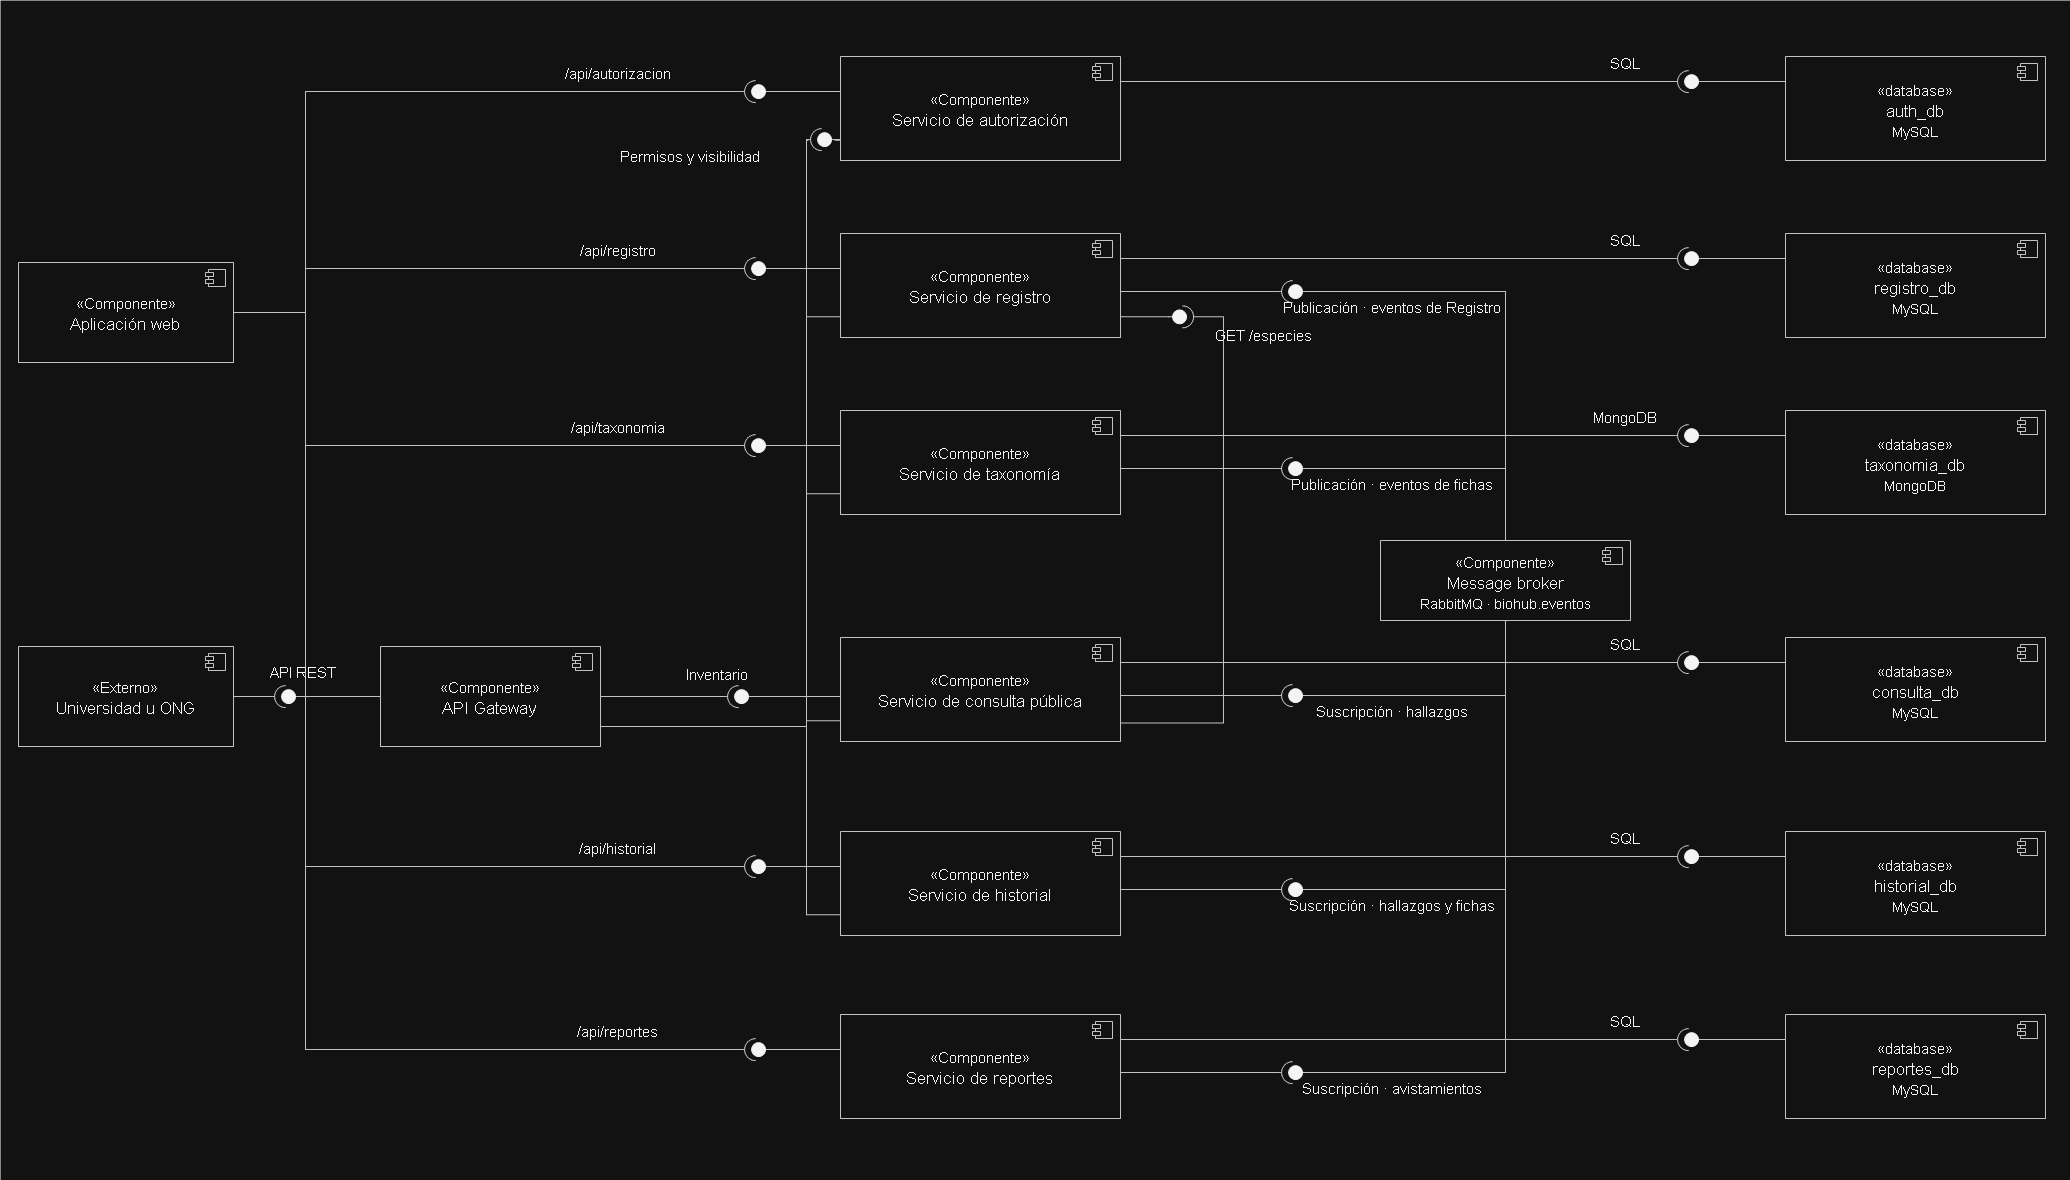 /api/autorizacion
«Componente»
Servicio de autorización
SQL
«database»
auth_db
MySQL
Permisos y visibilidad
/api/registro
«Componente»
Servicio de registro
SQL
«database»
registro_db
MySQL
Publicación · eventos de Registro
GET /especies
«Componente»
Aplicación web
/api/taxonomia
«Componente»
Servicio de taxonomía
MongoDB
«database»
taxonomia_db
MongoDB
Publicación · eventos de fichas
«Componente»
Message broker
RabbitMQ · biohub.eventos
«Externo»
Universidad u ONG
API REST
«Componente»
API Gateway
Inventario
«Componente»
Servicio de consulta pública
SQL
«database»
consulta_db
MySQL
Suscripción · hallazgos
/api/historial
«Componente»
Servicio de historial
SQL
«database»
historial_db
MySQL
Suscripción · hallazgos y fichas
/api/reportes
«Componente»
Servicio de reportes
SQL
«database»
reportes_db
MySQL
Suscripción · avistamientos